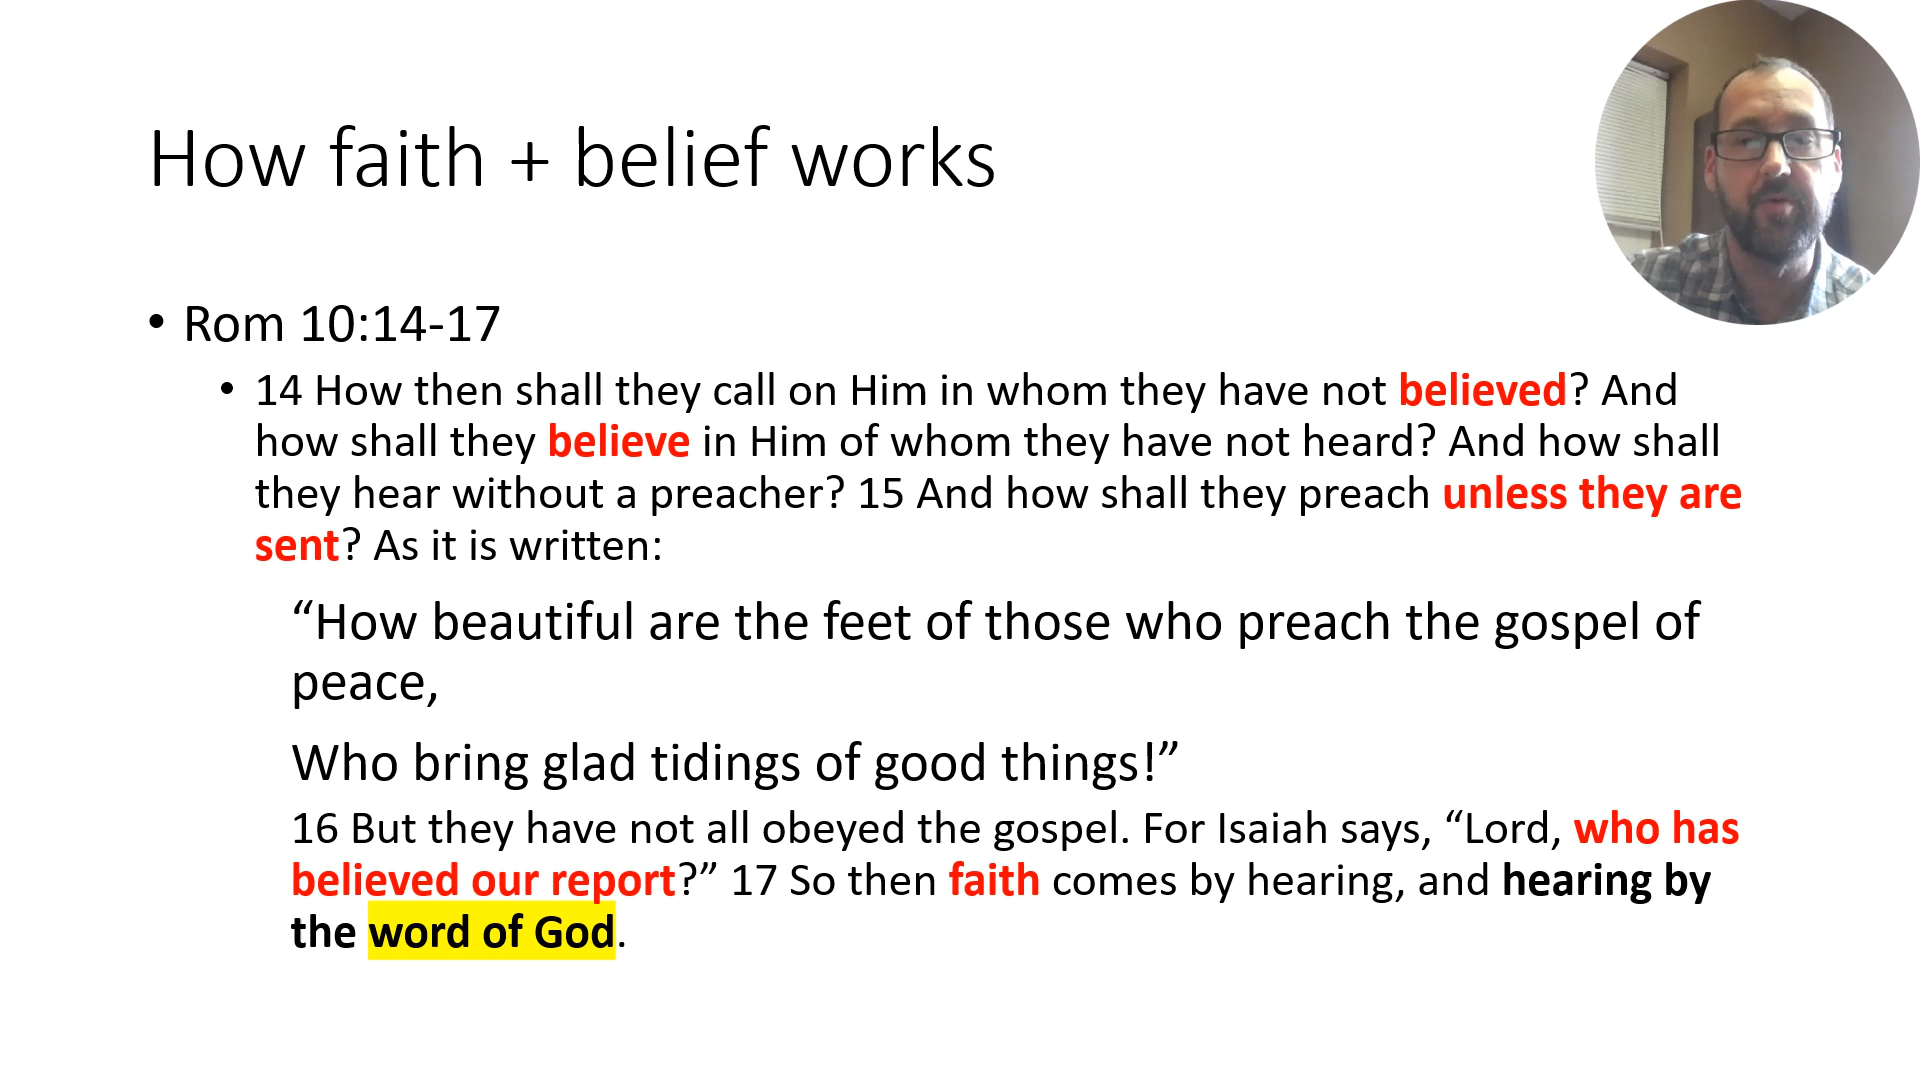 How faith + belief works
• Rom 10:14-17
• 14 How then shall they call on Him in whom they have not believed? And
how shall they believe in Him of whom they have not heard? And how shall
they hear without a preacher? 15 And how shall they preach unless they are
sent? As it is written:
“How beautiful are the feet of those who preach the gospel of
peace,
Who bring glad tidings of good things!”
16 But they have not all obeyed the gospel. For Isaiah says, “Lord, who has
believed our report?” 17 So then faith comes by hearing, and hearing by
the word of God.